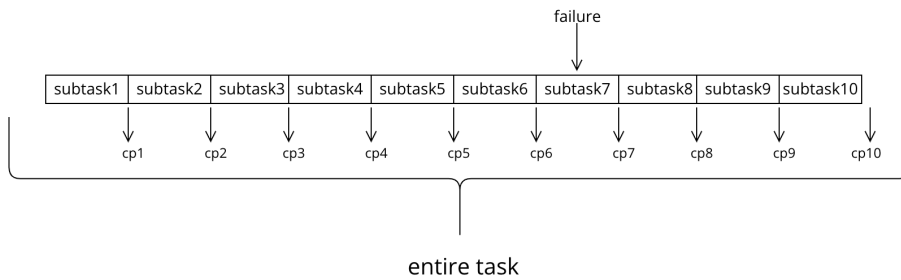 failure
subtask1 subtask2 subtask3 subtask4 subtask5 subtask6 subtask7 subtask8 subtask9 subtask10
cp1 cp2 cp3 cp4 cp5 cp6 cp7 cp8 cp9 cp10
entire task